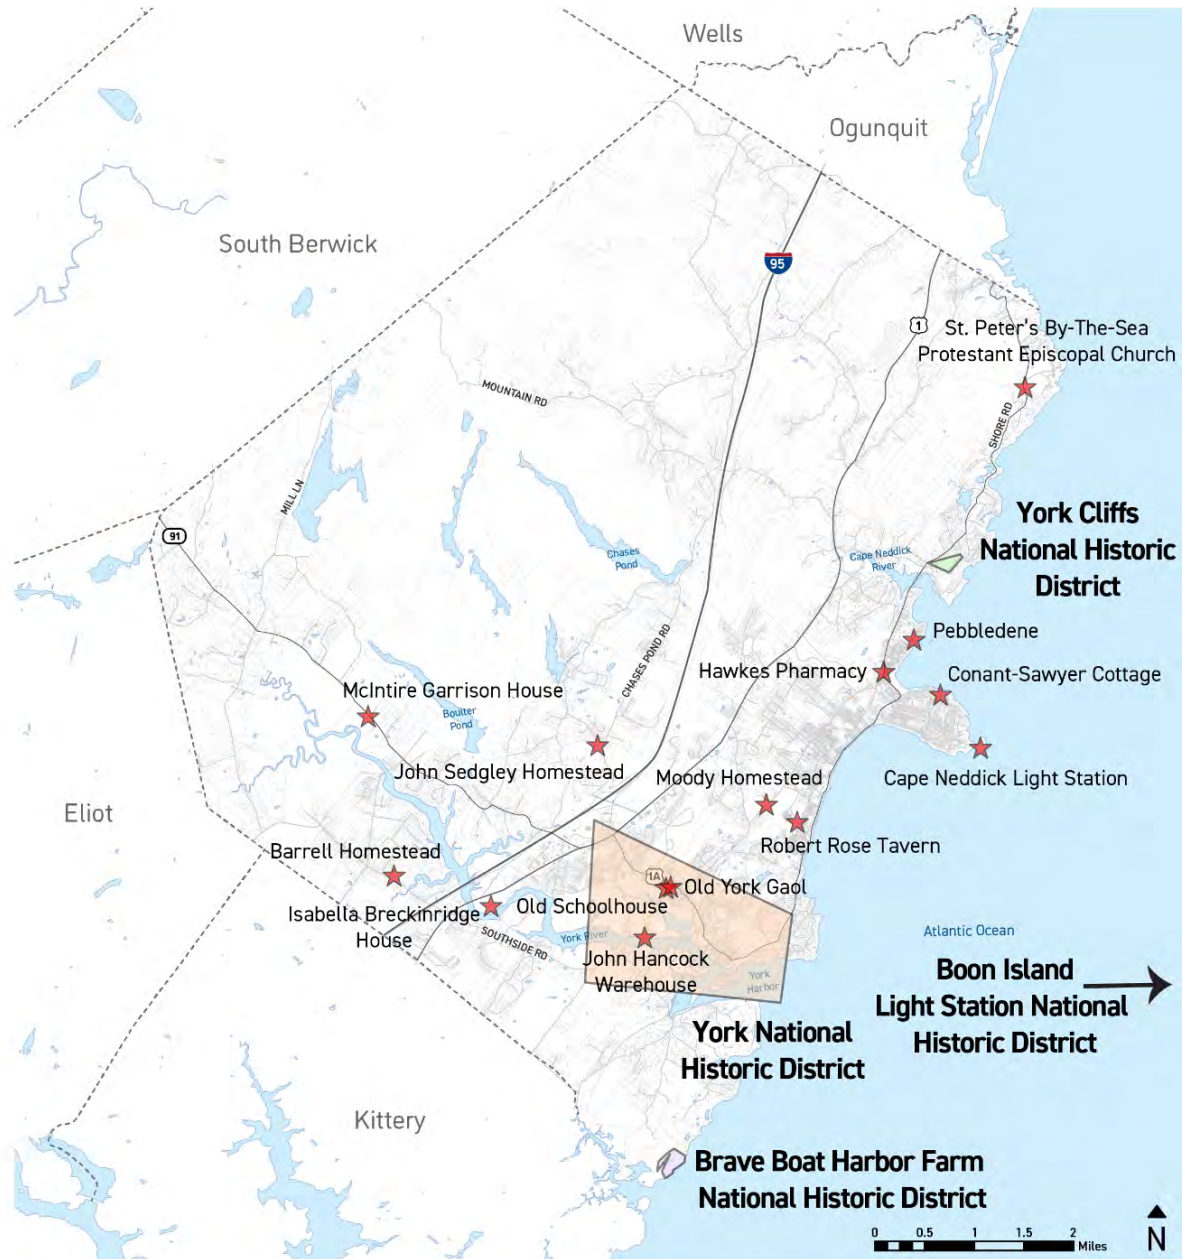 Wells
Ogunquit
South Berwick
95
1
St. Peter's By-The-Sea
Protestant Episcopal Church
MOUNTAIN RD
SHORE RD
MILL LN
91
York Cliffs
National Historic
District
Chases
Pond
Cape Neddick
River
CHASES POND RD
Pebbledene
Hawkes Pharmacy
Conant-Sawyer Cottage
McIntire Garrison House
Boulter
Pond
John Sedgley Homestead
Moody Homestead
Cape Neddick Light Station
Eliot
Robert Rose Tavern
Barrell Homestead
1A
Old York Gaol
Isabella Breckinridge
House
Old Schoolhouse
SOUTHSIDE RD
York River
John Hancock
Warehouse
York
Harbor
Atlantic Ocean
Boon Island
Light Station National
Historic District
York National
Historic District
Kittery
Brave Boat Harbor Farm
National Historic District
0 0.5 1 1.5 2
Miles
N